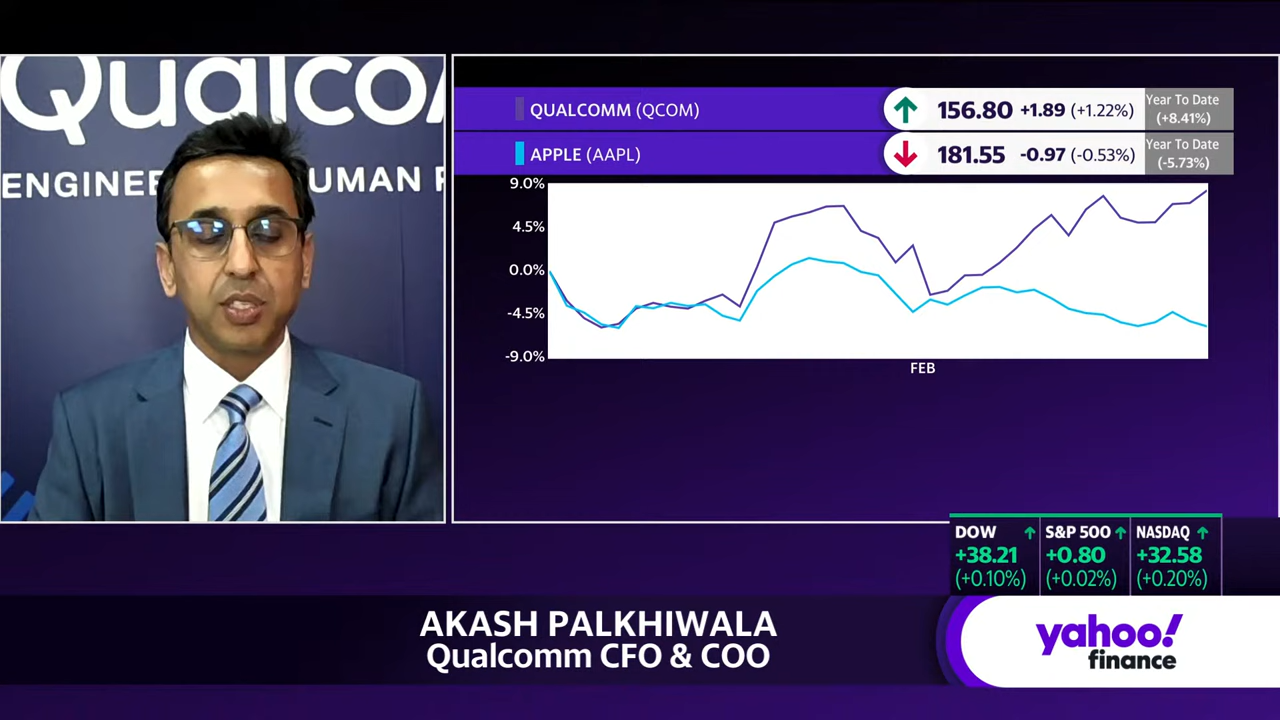 Qualco
ENGINEE UMAN
QUALCOMM (QCOM)
156.80 +1.89 (+1.22%)
Year To Date
(+8.41%)
APPLE (AAPL)
181.55 -0.97 (-0.53%)
Year To Date
(-5.73%)
9.0%
4.5%
0.0%
-4.5%
-9.0%
FEB
DOW
+38.21
(+0.10%)
S&P 500
+0.80
(+0.02%)
NASDAQ
+32.58
(+0.20%)
AKASH PALKHIWALA
Qualcomm CFO & COO
yahoo!
finance